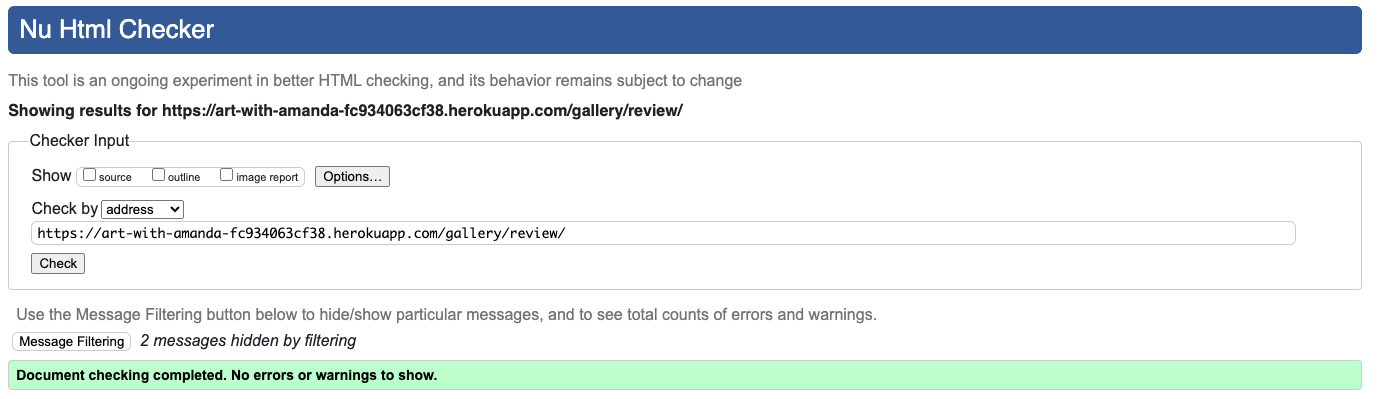 Nu Html Checker
This tool is an ongoing experiment in better HTML checking, and its behavior remains subject to change
Showing results for https://art-with-amanda-fc934063cf38.herokuapp.com/gallery/review/
Checker Input
Show source outline image report Options...
Check by address
https://art-with-amanda-fc934063cf38.herokuapp.com/gallery/review/
Check
Use the Message Filtering button below to hide/show particular messages, and to see total counts of errors and warnings.
Message Filtering 2 messages hidden by filtering
Document checking completed. No errors or warnings to show.